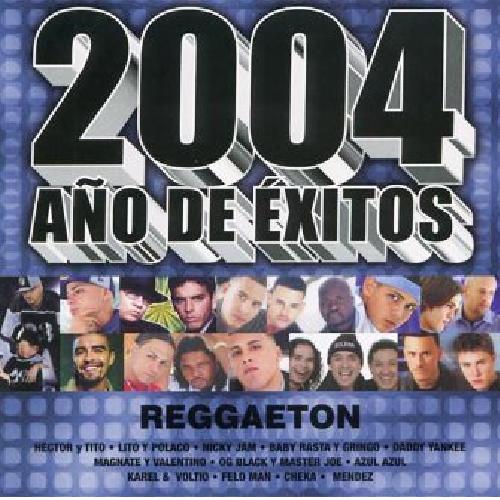 2004
AÑO DE ÉXITOS
REGGAETON
HECTOR y TITO • LITO Y POLACO • NICKY JAM • BABY RASTA Y GRINGO • DADDY YANKEE
MAGNATE Y VALENTINO • OG BLACK Y MASTER JOE • AZUL AZUL
KAREL & VOLTIO • FELO MAN • CHEKA • MENDEZ